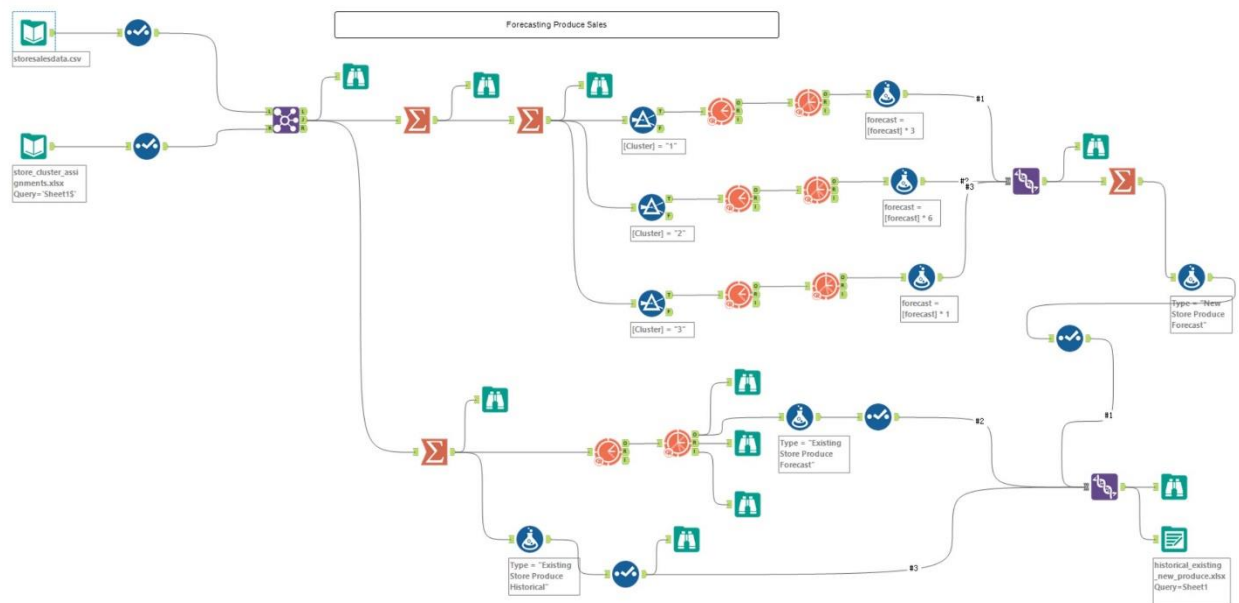 Forecasting Produce Sales
storesalesdata.csv
store_cluster_assi
gnments.xlsx
Query=`Sheet1$`
[Cluster] = "1"
forecast =
[forecast] * 3
#1
[Cluster] = "2"
forecast =
[forecast] * 6
#2
#3
[Cluster] = "3"
forecast =
[forecast] * 1
Type = "New
Store Produce
Forecast"
#1
Type = "Existing
Store Produce
Forecast"
#2
Type = "Existing
Store Produce
Historical"
#3
historical_existing
_new_produce.xlsx
Query=Sheet1